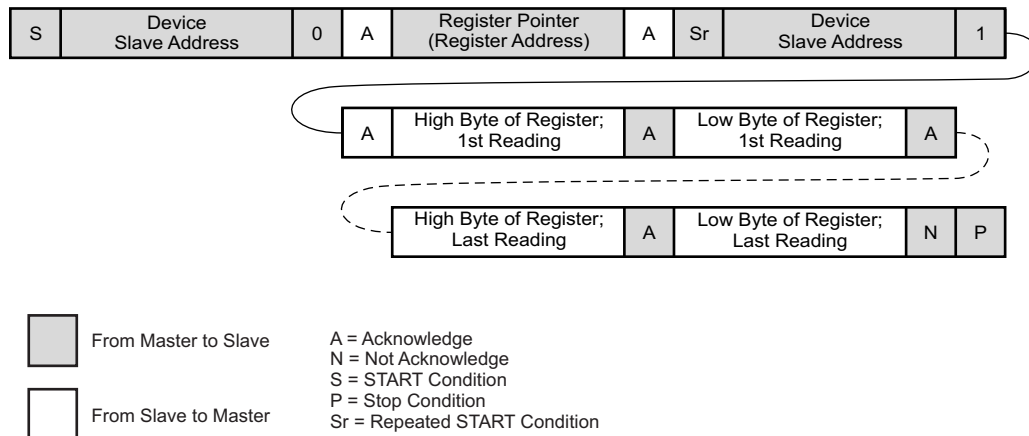 S
Device
Slave Address
0
A
Register Pointer
(Register Address)
A
Sr
Device
Slave Address
1
A
High Byte of Register;
1st Reading
A
Low Byte of Register;
1st Reading
A
High Byte of Register;
Last Reading
A
Low Byte of Register;
Last Reading
N
P
From Master to Slave
From Slave to Master
A = Acknowledge
N = Not Acknowledge
S = START Condition
P = Stop Condition
Sr = Repeated START Condition